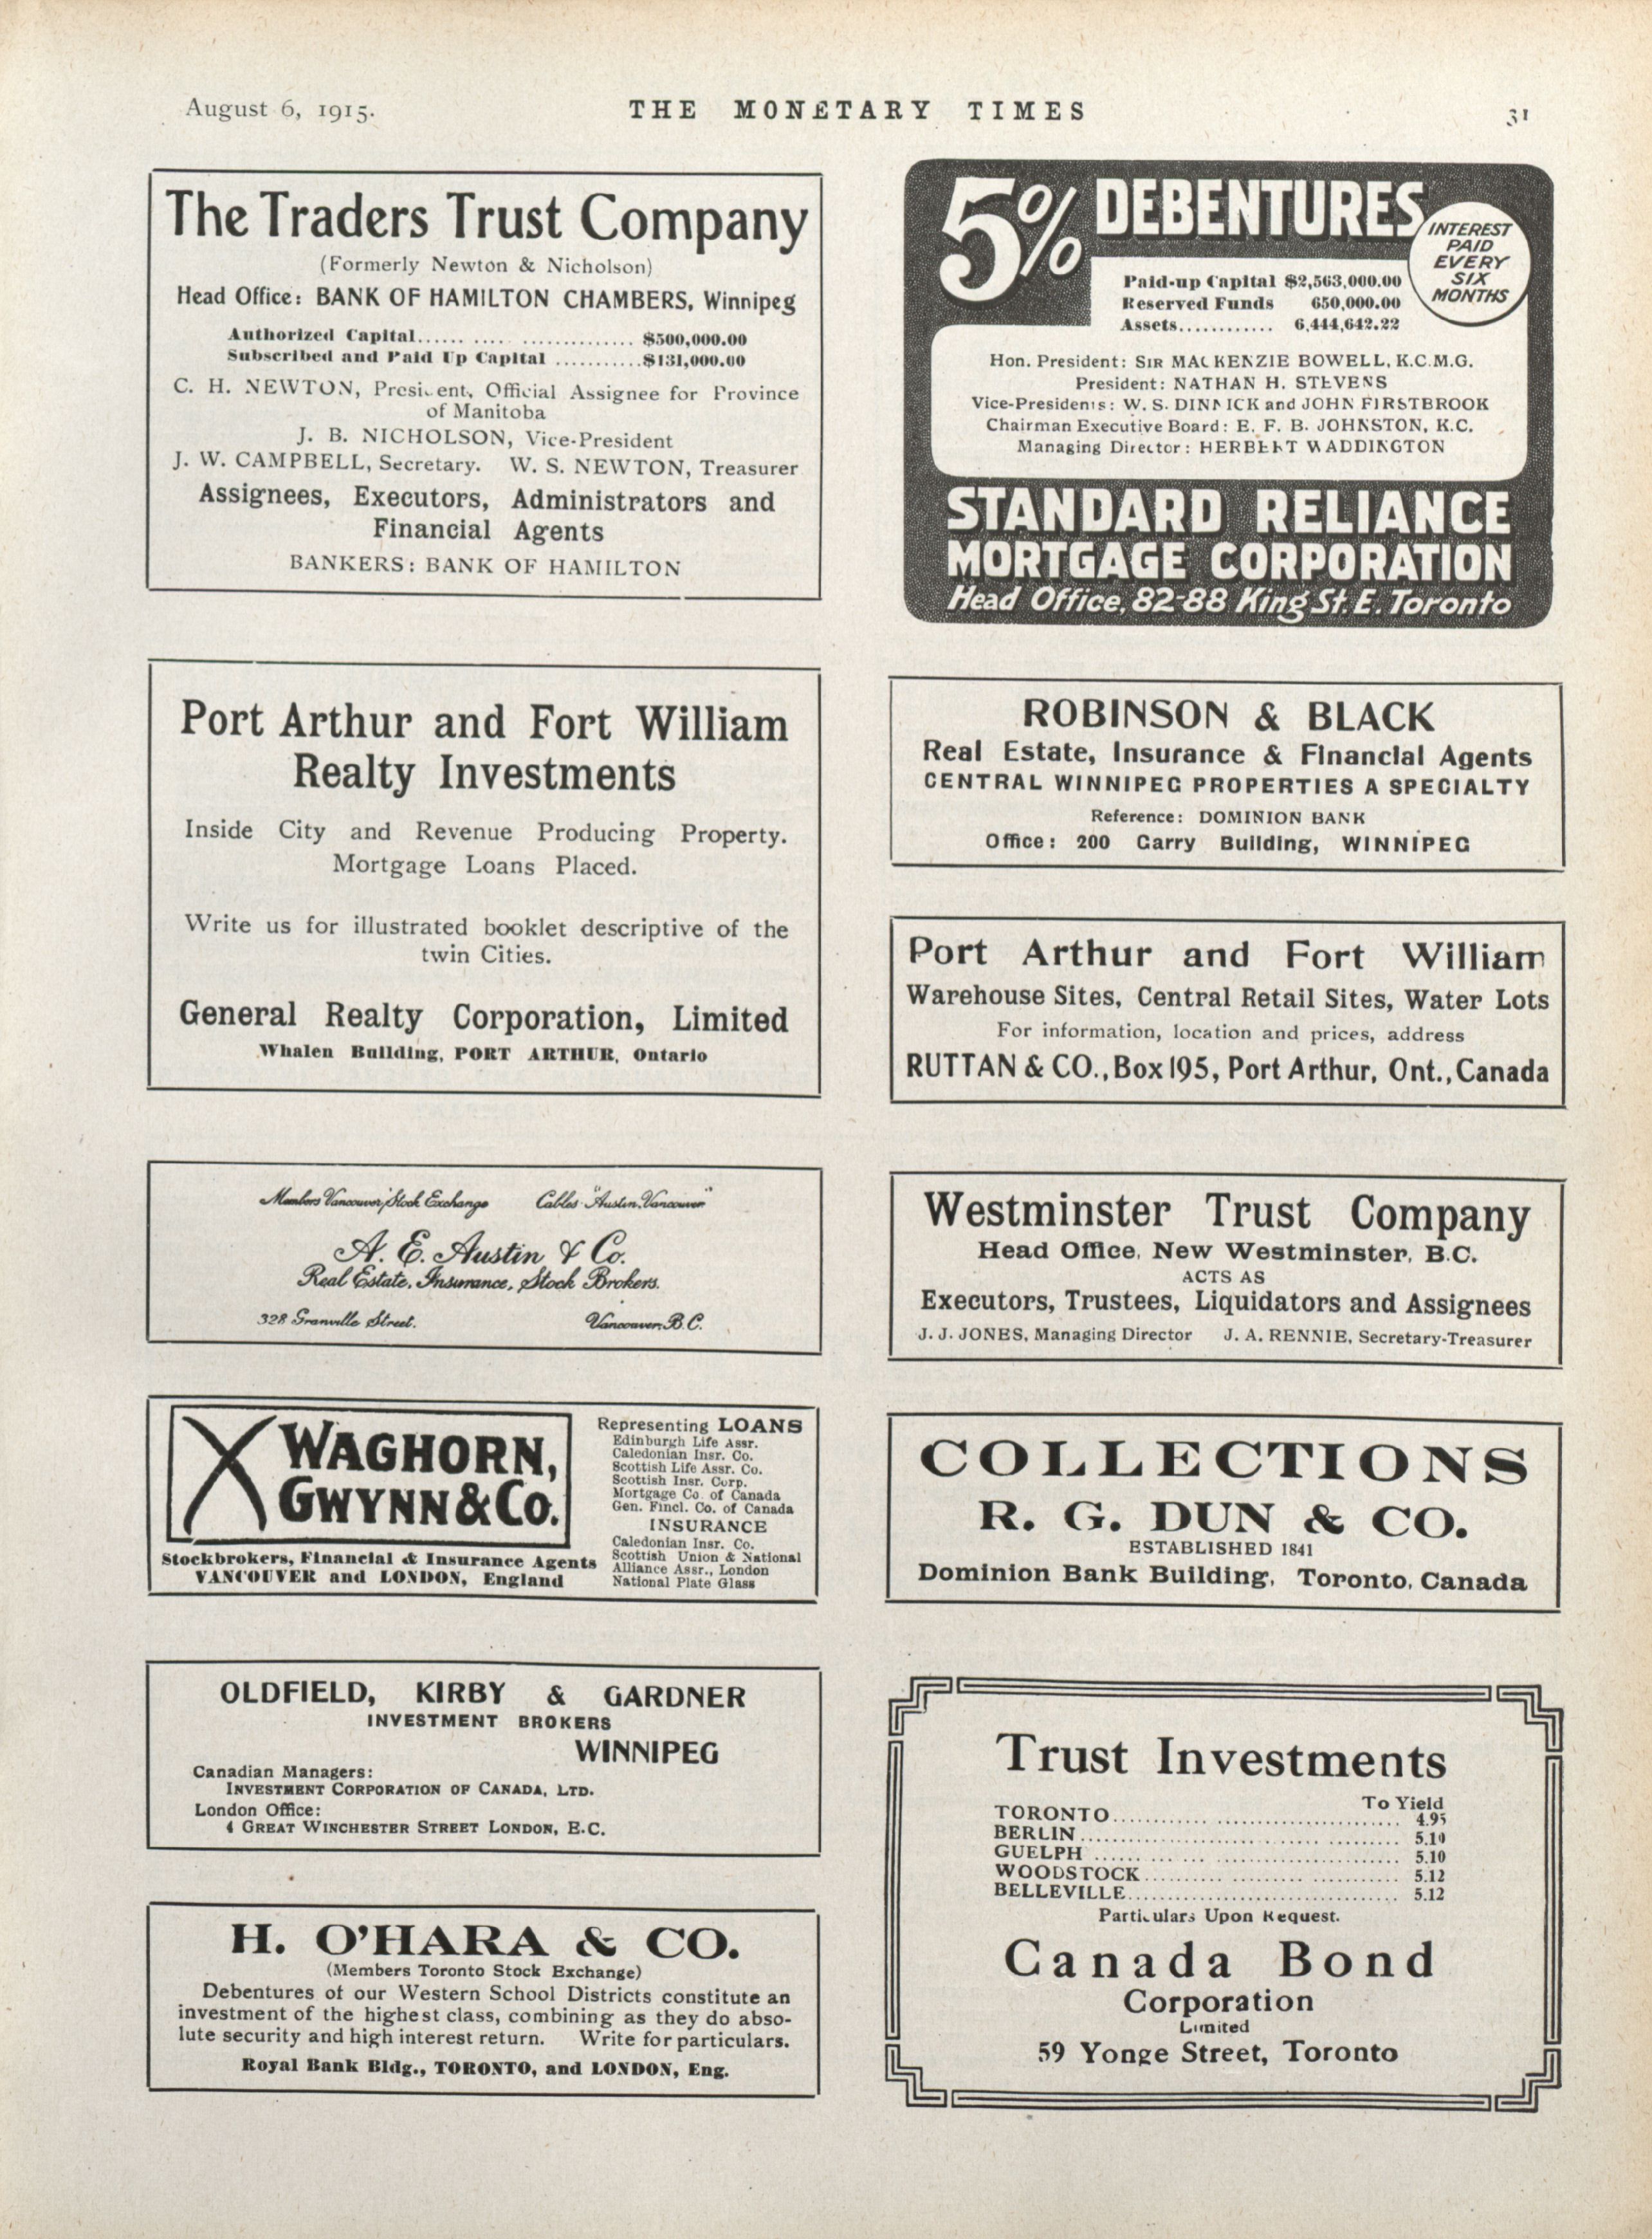 August 6, 1915.
THE MONETARY TIMES
31
The Traders Trust Company
(Formerly Newton & Nicholson)
Head Office: BANK OF HAMILTON CHAMBERS, Winnipeg
Authorized Capital...... .... ............... $500,000.00
Subscribed and Paid Up Capital ...........$131,000.00
C. H. NEWTON, President, Official Assignee for Province
of Manitoba
J. B. NICHOLSON, Vice-President
J. W. CAMPBELL, Secretary. W. S. NEWTON, Treasurer
Assignees, Executors, Administrators and
Financial Agents
BANKERS: BANK OF HAMILTON
Port Arthur and Fort William
Realty Investments
Inside City and Revenue Producing Property.
Mortgage Loans Placed.
Write us for illustrated booklet descriptive of the
twin Cities.
General Realty Corporation, Limited
Whalen Building, PORT ARTHUR, Ontario
Members Vancouver Stock Exchange Cables "Austin, Vancouver"
A. E. Austin & Co.
Real Estate, Insurance, Stock Brokers.
328 Granville Street. Vancouver, B.C.
WAGHORN,
GWYNN & CO.
Stockbrokers, Financial & Insurance Agents
VANCOUVER and LONDON, England
Representing LOANS
Edinburgh Life Assr.
Caledonian Insr. Co.
Scottish Life Assr. Co.
Scottish Insr. Corp.
Mortgage Co. of Canada
Gen. Fincl. Co. of Canada
INSURANCE
Caledonian Insr. Co.
Scottish Union & National
Alliance Assr., London
National Plate Glass
OLDFIELD, KIRBY & GARDNER
INVESTMENT BROKERS
WINNIPEG
Canadian Managers:
INVESTMENT CORPORATION OF CANADA, LTD.
London Office:
4 GREAT WINCHESTER STREET LONDON, E.C.
H. O'HARA & CO.
(Members Toronto Stock Exchange)
Debentures of our Western School Districts constitute an
investment of the highest class, combining as they do abso-
lute security and high interest return. Write for particulars.
Royal Bank Bldg., TORONTO, and LONDON, Eng.
5% DEBENTURES
INTEREST
PAID
EVERY
SIX
MONTHS
Paid-up Capital $2,563,000.00
Reserved Funds 650,000.00
Assets............ 6,444,642.22
Hon. President: SIR MACKENZIE BOWELL, K.C.M.G.
President: NATHAN H. STEVENS
Vice-Presidents: W. S. DINNICK and JOHN FIRSTBROOK
Chairman Executive Board: E. F. B. JOHNSTON, K.C.
Managing Director: HERBERT WADDINGTON
STANDARD RELIANCE
MORTGAGE CORPORATION
Head Office, 82-88 King St. E. Toronto
ROBINSON & BLACK
Real Estate, Insurance & Financial Agents
CENTRAL WINNIPEG PROPERTIES A SPECIALTY
Reference: DOMINION BANK
Office: 200 Garry Building, WINNIPEG
Port Arthur and Fort William
Warehouse Sites, Central Retail Sites, Water Lots
For information, location and prices, address
RUTTAN & CO., Box 195, Port Arthur, Ont., Canada
Westminster Trust Company
Head Office, New Westminster, B.C.
ACTS AS
Executors, Trustees, Liquidators and Assignees
J. J. JONES, Managing Director J. A. RENNIE, Secretary-Treasurer
COLLECTIONS
R. G. DUN & CO.
ESTABLISHED 1841
Dominion Bank Building, Toronto, Canada
Trust Investments
To Yield
TORONTO........................................ 4.95
BERLIN........................................ 5.10
GUELPH ........................................ 5.10
WOODSTOCK........................................ 5.12
BELLEVILLE........................................ 5.12
Particulars Upon Request.
Canada Bond
Corporation
Limited
59 Yonge Street, Toronto